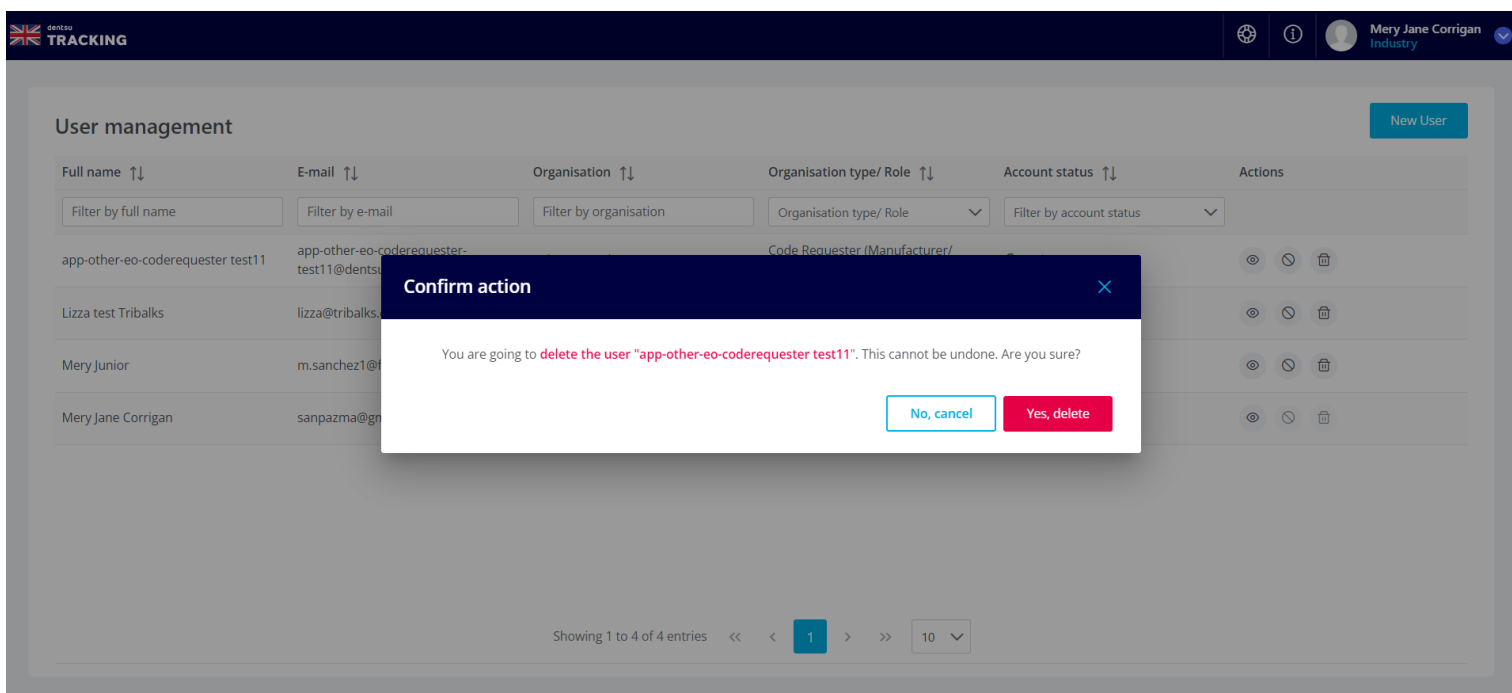 dentsu
TRACKING
Mery Jane Corrigan
Industry
User management
New User
Full name
E-mail
Organisation
Organisation type/ Role
Account status
Actions
Filter by full name
Filter by e-mail
Filter by organisation
Organisation type/ Role
Filter by account status
app-other-eo-coderequester test11
app-other-eo-coderequester-
test11@dentsu
Code Requester (Manufacturer/
Lizza test Tribalks
lizza@tribalks.
Mery Junior
m.sanchez1@f
Mery Jane Corrigan
sanpazma@gm
Confirm action
You are going to delete the user "app-other-eo-coderequester test11". This cannot be undone. Are you sure?
No, cancel
Yes, delete
Showing 1 to 4 of 4 entries
1
10